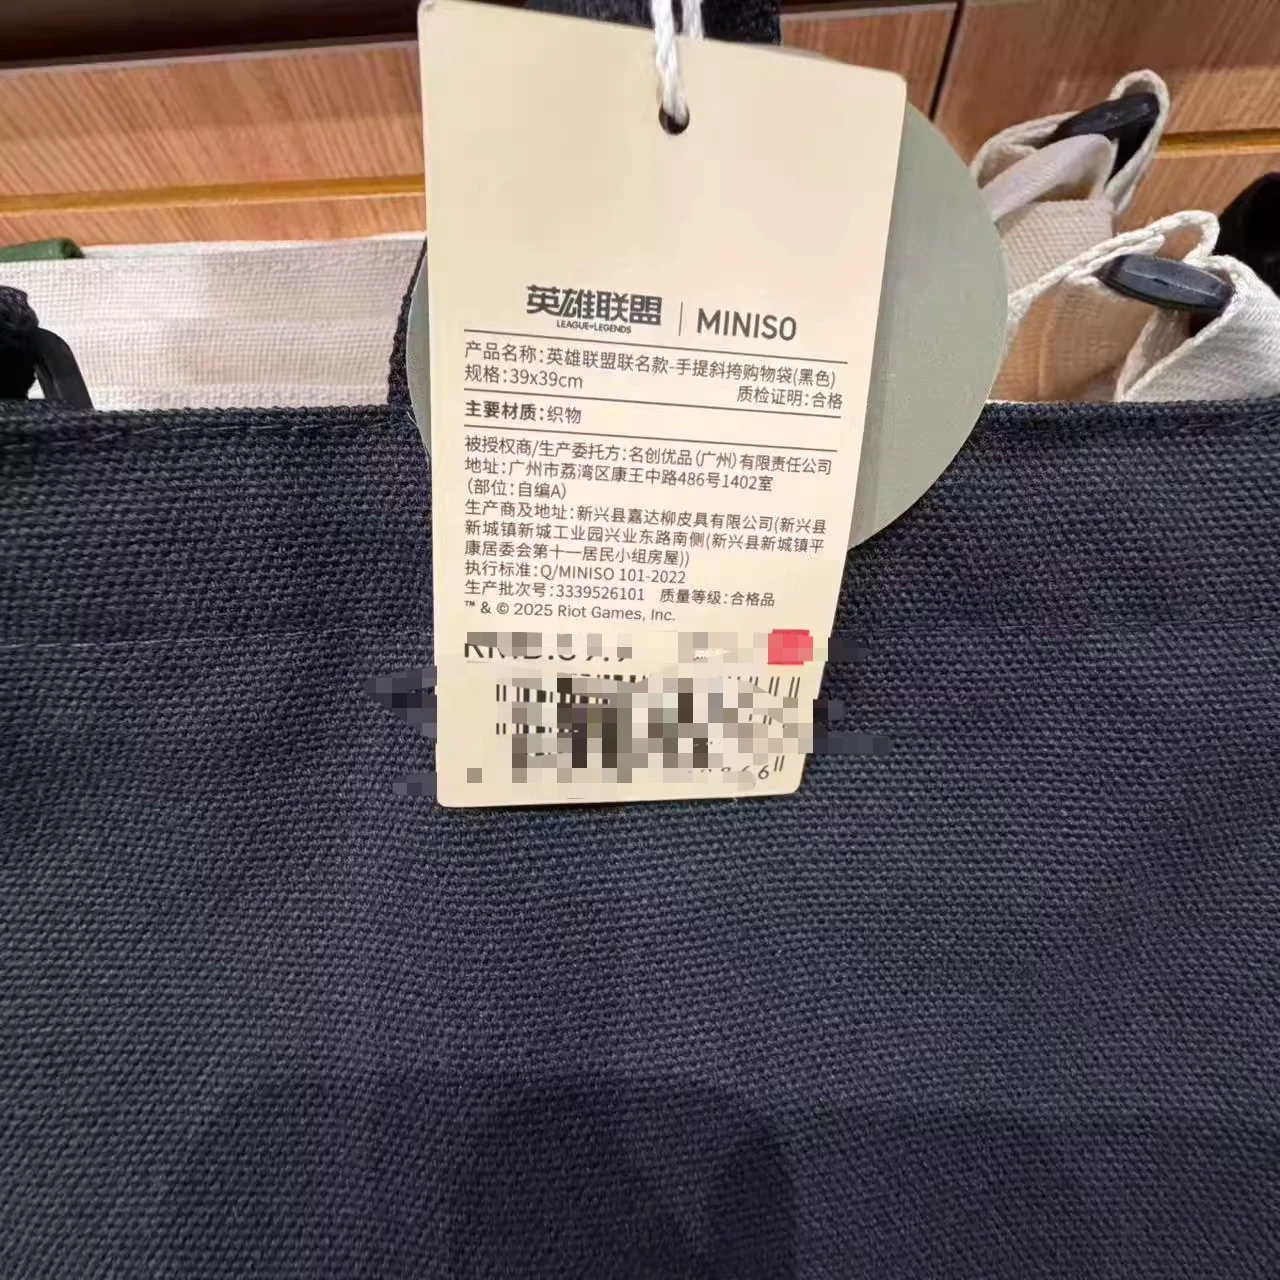 英雄联盟 | MINISO
LEAGUE OF LEGENDS
产品名称:英雄联盟联名款-手提斜挎购物袋(黑色)
规格:39x39cm 质检证明:合格
主要材质:织物
被授权商/生产委托方:名创优品(广州)有限责任公司
地址:广州市荔湾区康王中路486号1402室
(部位:自编A)
生产商及地址:新兴县嘉达柳皮具有限公司(新兴县
新城镇新城工业园兴业东路南侧(新兴县新城镇平
康居委会第十一居民小组房屋))
执行标准:Q/MINISO 101-2022
生产批次号:3339526101 质量等级:合格品
™ & © 2025 Riot Games, Inc.